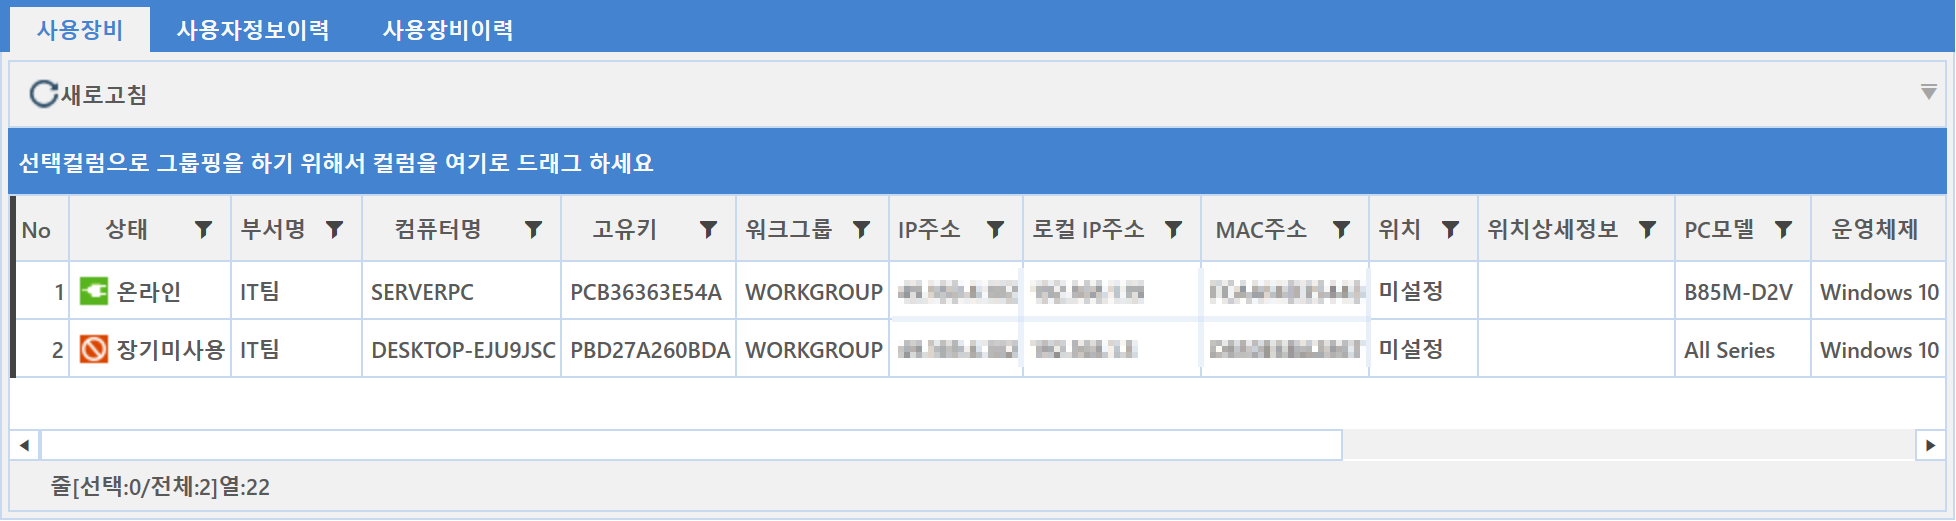 사용장비 사용자정보이력 사용장비이력
새로고침
선택컬럼으로 그룹핑을 하기 위해서 컬럼을 여기로 드래그 하세요
No 상태 부서명 컴퓨터명 고유키 워크그룹 IP주소 로컬 IP주소 MAC주소 위치 위치상세정보 PC모델 운영체제
1 온라인 IT팀 SERVERPC PCB36363E54A WORKGROUP 미설정 B85M-D2V Windows 10
2 장기미사용 IT팀 DESKTOP-EJU9JSC PBD27A260BDA WORKGROUP 미설정 All Series Windows 10
줄[선택:0/전체:2]열:22